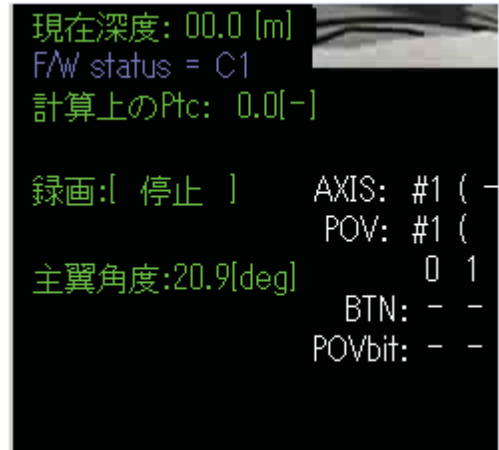 現在深度: 00.0 [m]
F/W status = C1
計算上のPtc: 0.0[-]
録画:[ 停止 ]
主翼角度:20.9[deg]
AXIS: #1 ( -
POV: #1 (
0 1
BTN: - -
POVbit: - -